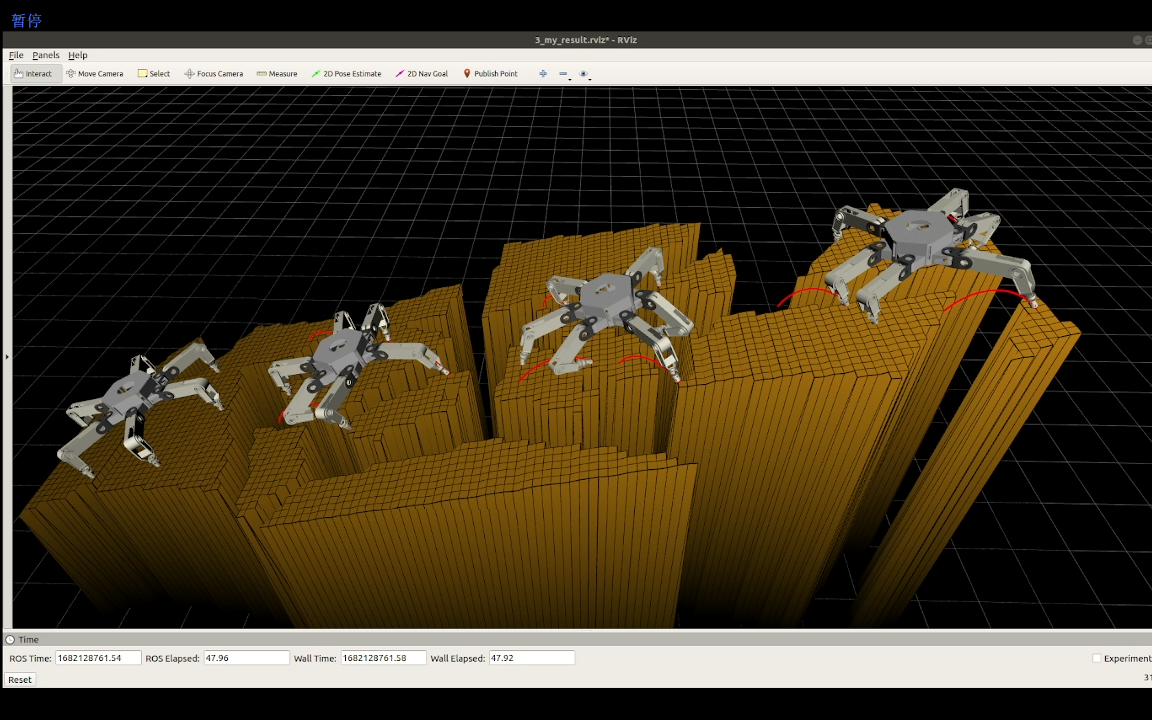 暂停
3_my_result.rviz* - RViz
File Panels Help
Interact Move Camera Select Focus Camera Measure 2D Pose Estimate 2D Nav Goal Publish Point
Time
ROS Time: 1682128761.54 ROS Elapsed: 47.96 Wall Time: 1682128761.58 Wall Elapsed: 47.92 Experiment
Reset 31